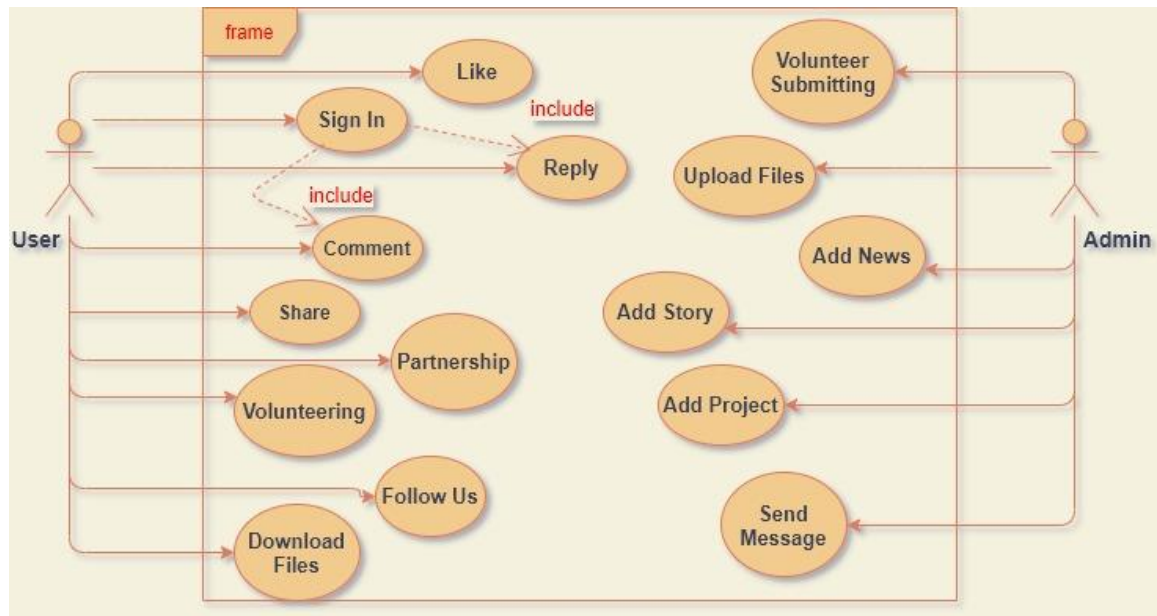 frame
Like
Volunteer
Submitting
Sign In
include
Reply
Upload Files
include
User
Admin
Comment
Add News
Share
Add Story
Partnership
Volunteering
Add Project
Follow Us
Send
Message
Download
Files